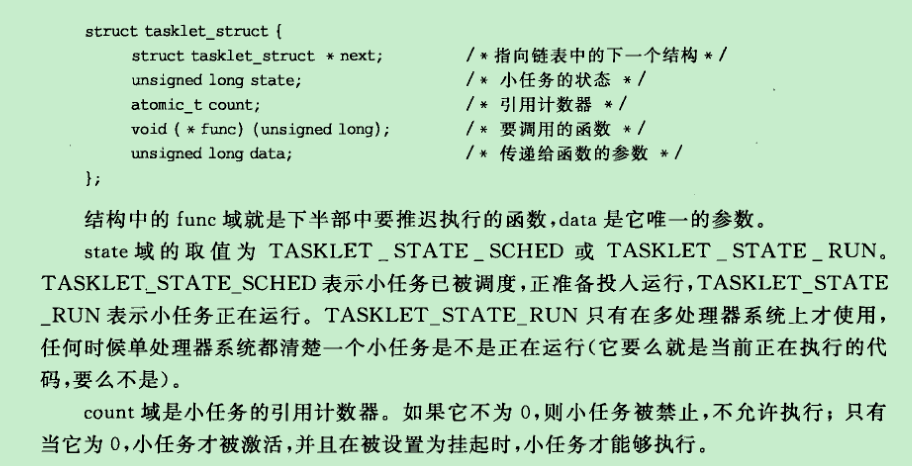 struct tasklet_struct {
struct tasklet_struct * next; /* 指向链表中的下一个结构 */
unsigned long state; /* 小任务的状态 */
atomic_t count; /* 引用计数器 */
void ( * func) (unsigned long); /* 要调用的函数 */
unsigned long data; /* 传递给函数的参数 */
};
结构中的 func 域就是下半部中要推迟执行的函数,data 是它唯一的参数。
state 域的取值为 TASKLET_STATE_SCHED 或 TASKLET_STATE_RUN。
TASKLET_STATE_SCHED 表示小任务已被调度,正准备投入运行,TASKLET_STATE
_RUN 表示小任务正在运行。TASKLET_STATE_RUN 只有在多处理器系统上才使用,
任何时候单处理器系统都清楚一个小任务是不是正在运行(它要么就是当前正在执行的代
码,要么不是)。
count 域是小任务的引用计数器。如果它不为 0,则小任务被禁止,不允许执行;只有
当它为 0,小任务才被激活,并且在被设置为挂起时,小任务才能够执行。